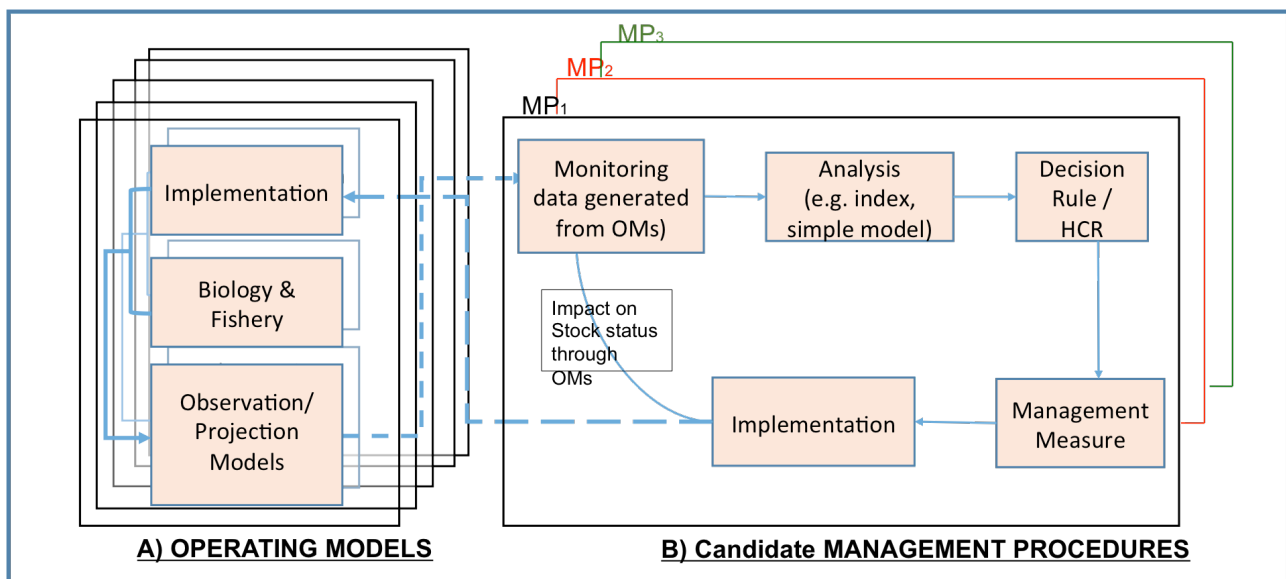 MP3
MP2
MP1
Implementation
Biology &
Fishery
Observation/
Projection
Models
A) OPERATING MODELS
Monitoring
data generated
from OMs)
Analysis
(e.g. index,
simple model)
Decision
Rule /
HCR
Impact on
Stock status
through
OMs
Implementation
Management
Measure
B) Candidate MANAGEMENT PROCEDURES